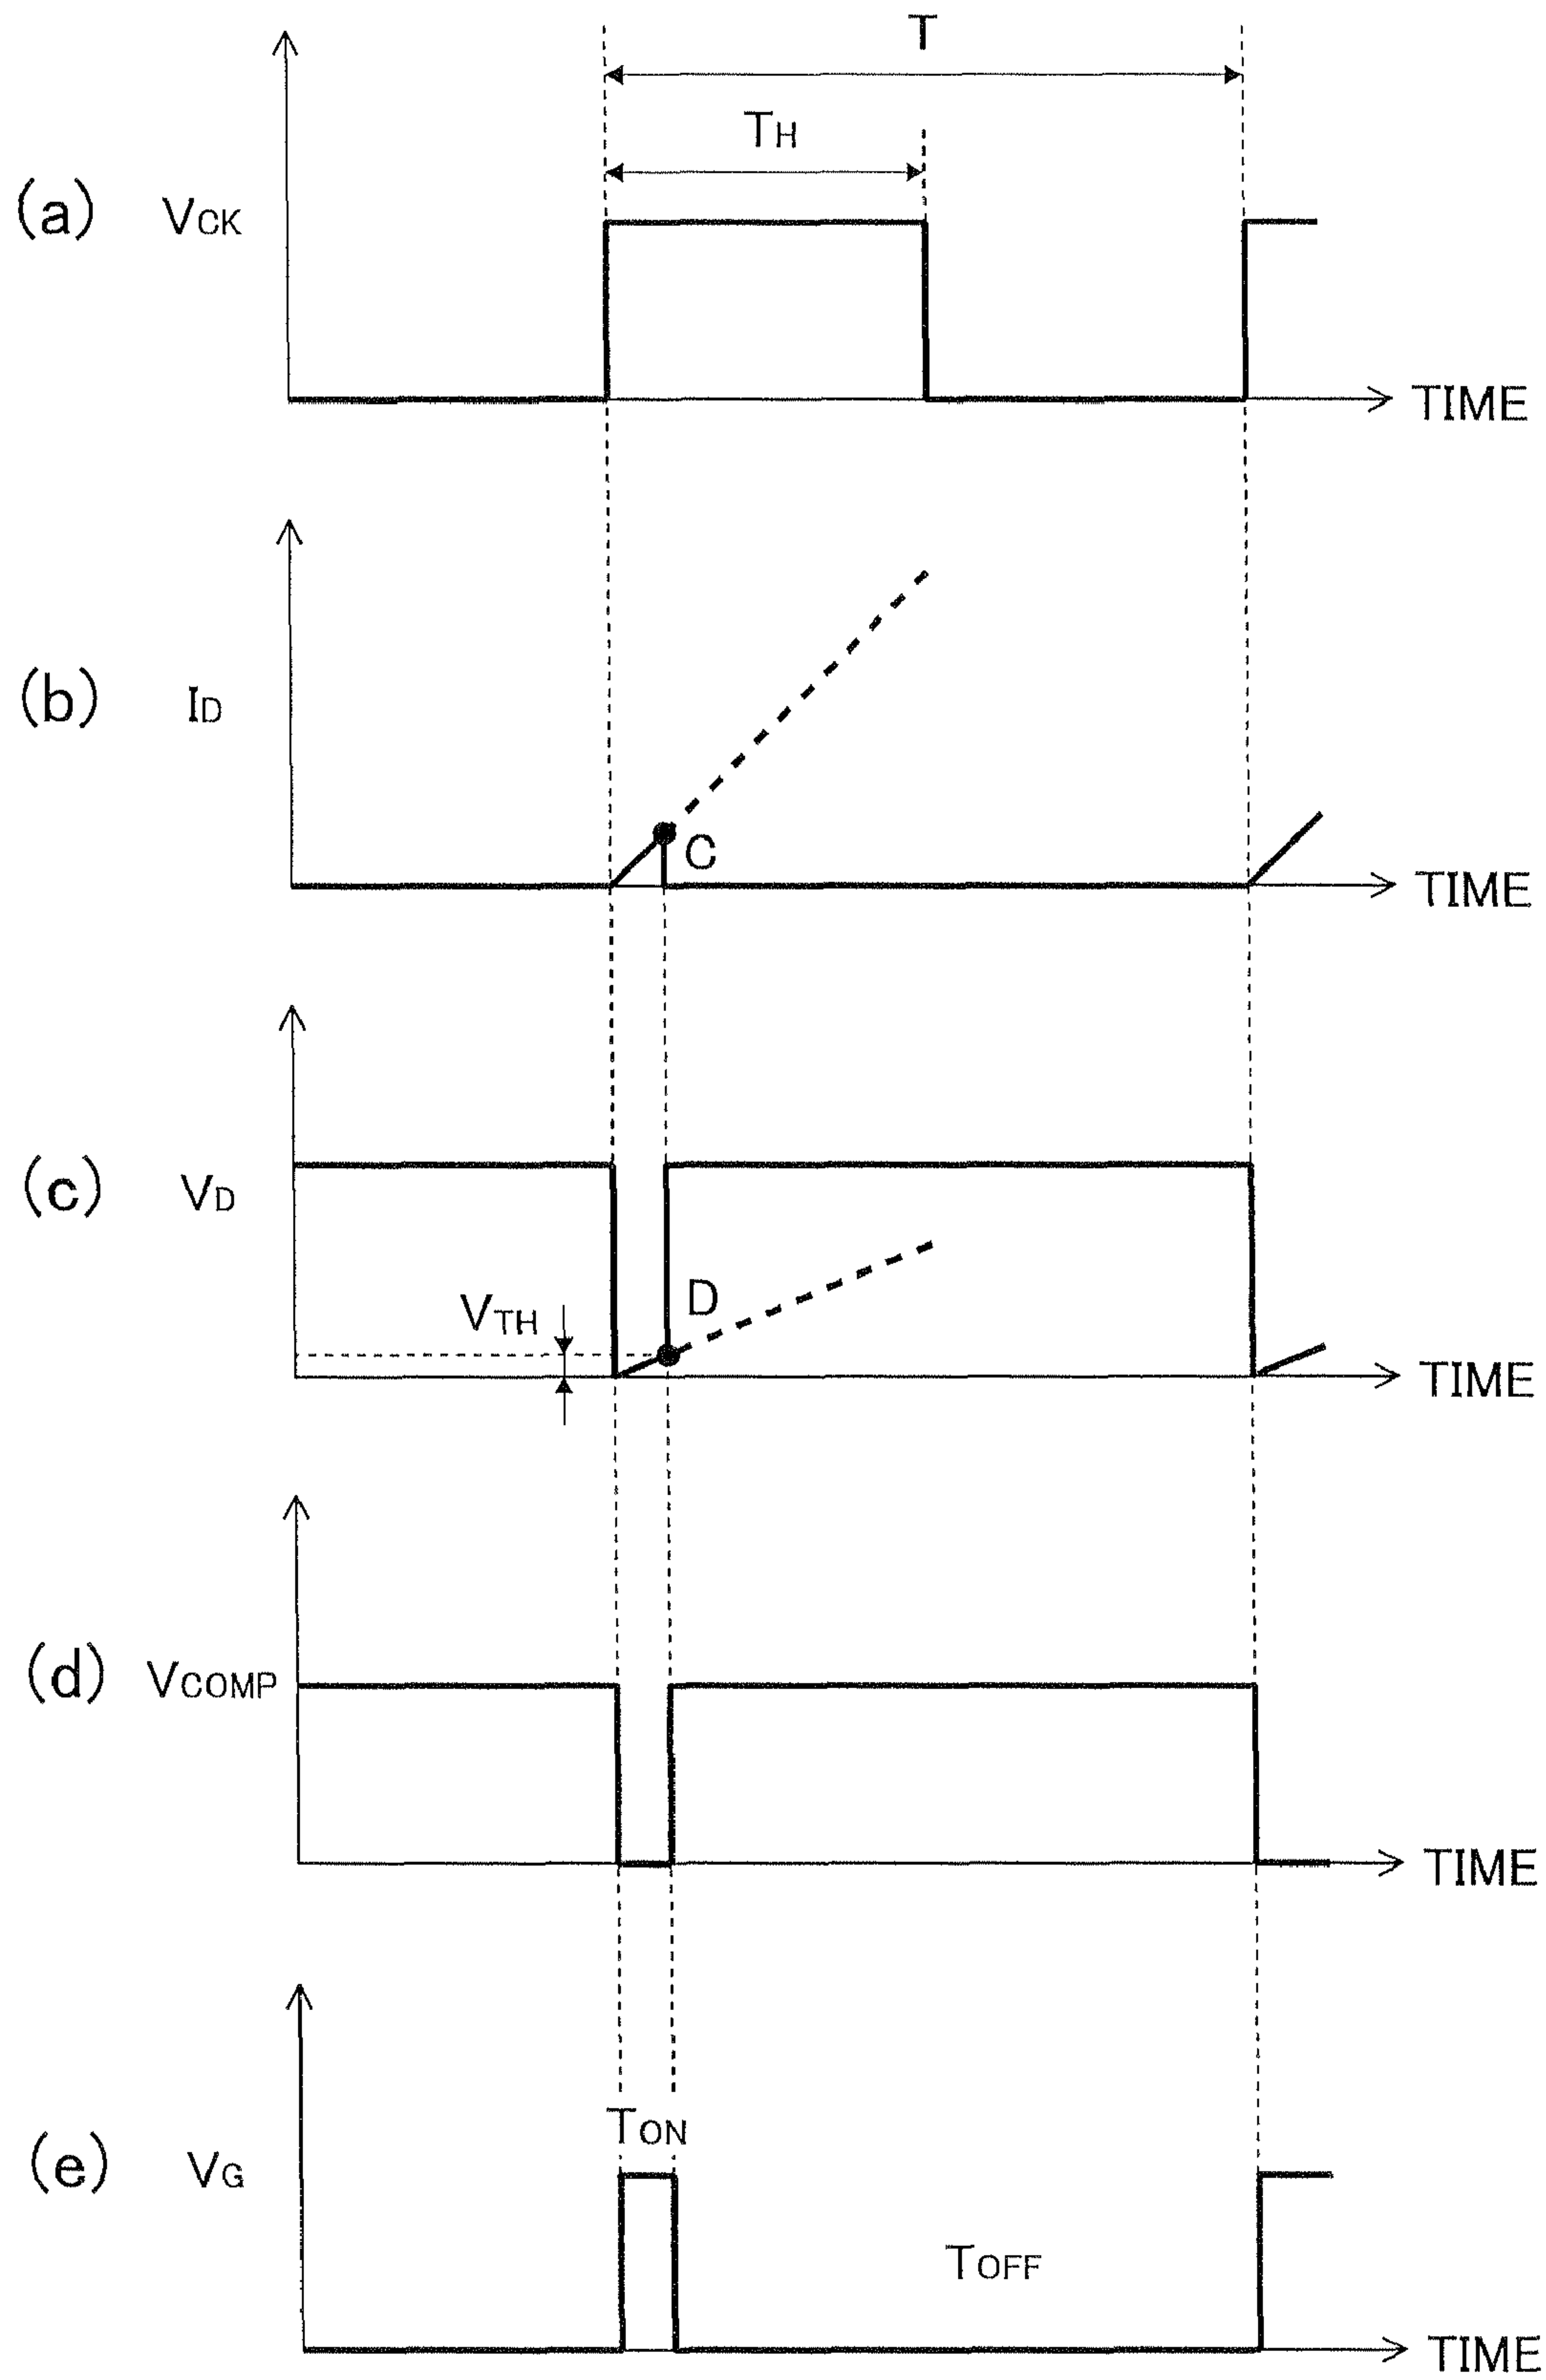 T
TH
(a) VCK
TIME
(b) ID
C
TIME
(c) VD
D
VTH
TIME
(d) VCOMP
TIME
TON
(e) VG
TOFF
TIME